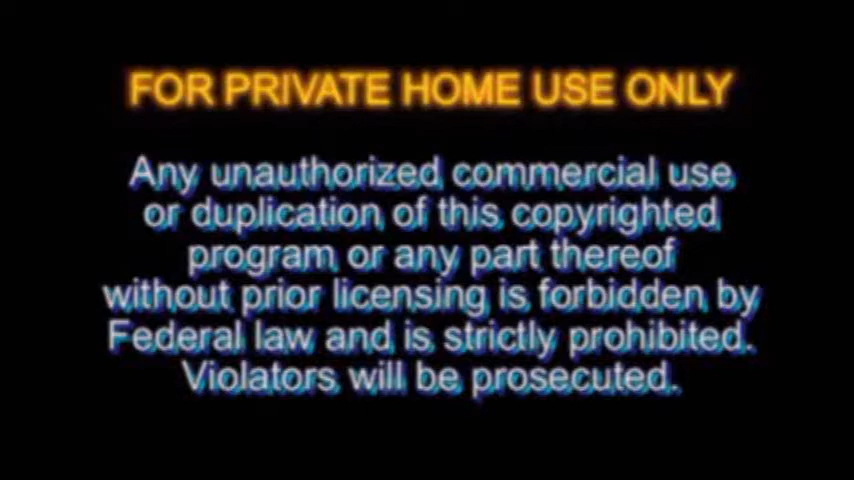 FOR PRIVATE HOME USE ONLY
Any unauthorized commercial use
or duplication of this copyrighted
program or any part thereof
without prior licensing is forbidden by
Federal law and is strictly prohibited.
Violators will be prosecuted.